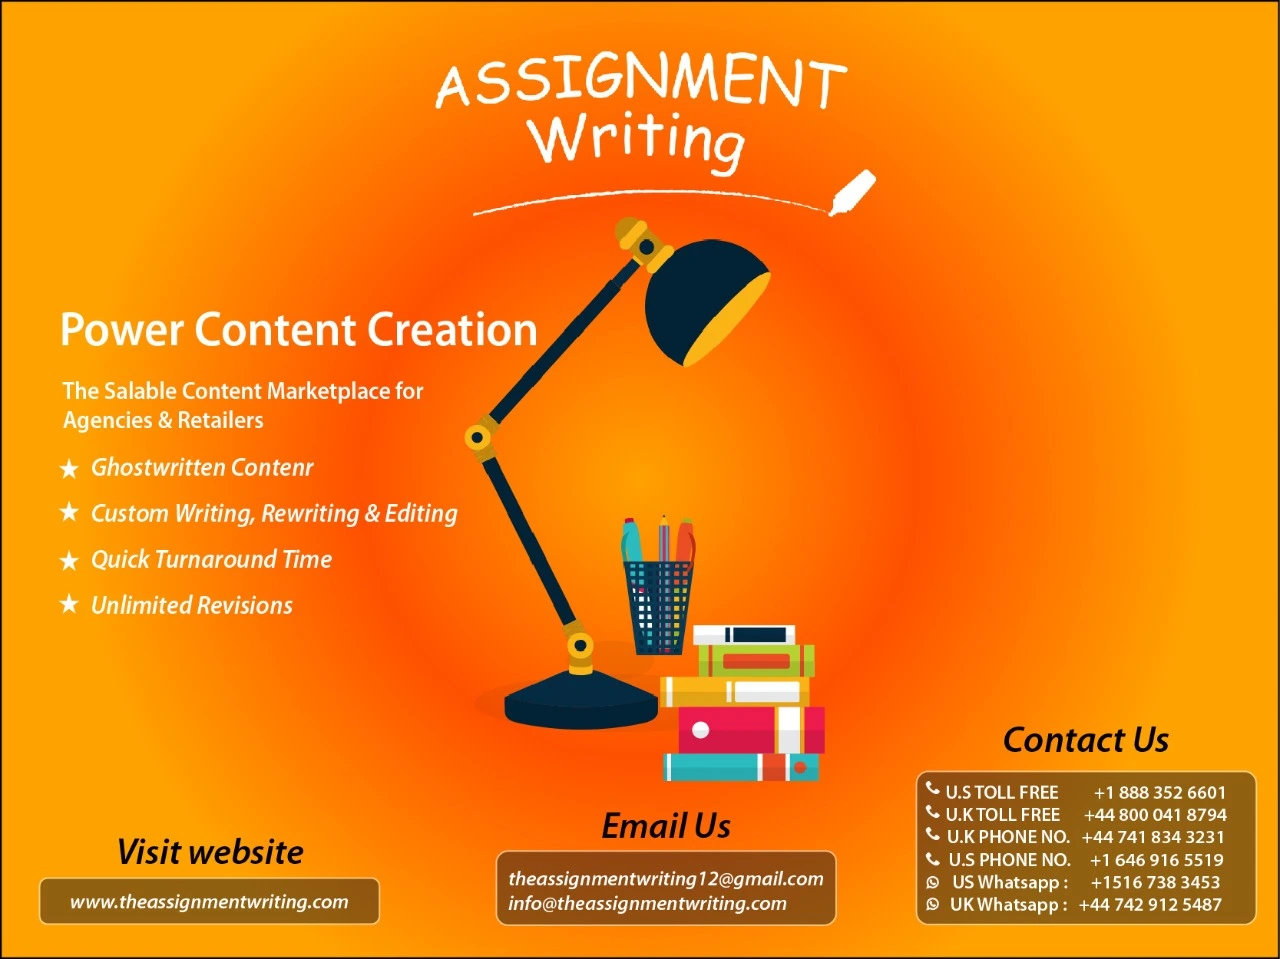 ASSIGNMENT
Writing
Power Content Creation
The Salable Content Marketplace for
Agencies & Retailers
Ghostwritten Contenr
Custom Writing, Rewriting & Editing
Quick Turnaround Time
Unlimited Revisions
Visit website
www.theassignmentwriting.com
Email Us
theassignmentwriting12@gmail.com
info@theassignmentwriting.com
Contact Us
U.S TOLL FREE +1 888 352 6601
U.K TOLL FREE +44 800 041 8794
U.K PHONE NO. +44 741 834 3231
U.S PHONE NO. +1 646 916 5519
US Whatsapp : +1516 738 3453
UK Whatsapp : +44 742 912 5487